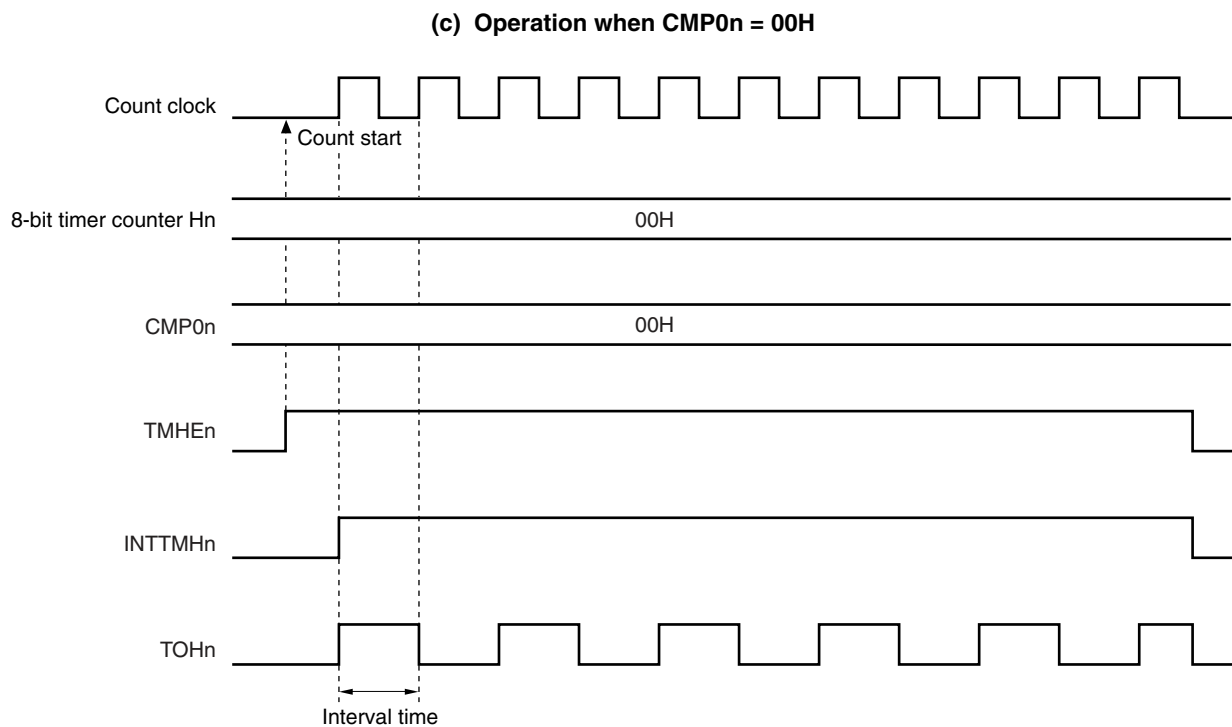 (c) Operation when CMP0n = 00H
Count clock
Count start
8-bit timer counter Hn
00H
CMP0n
00H
TMHEn
INTTMHn
TOHn
Interval time